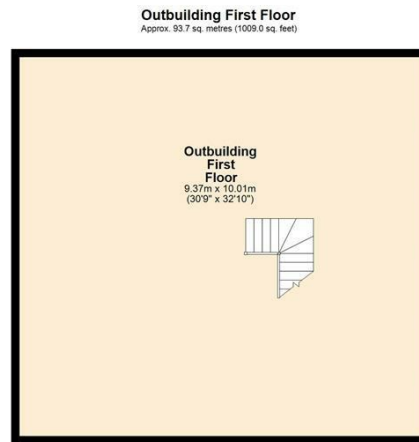 Outbuilding First Floor
Approx. 93.7 sq. metres (1009.0 sq. feet)
Outbuilding
First
Floor
9.37m x 10.01m
(30'9" x 32'10")